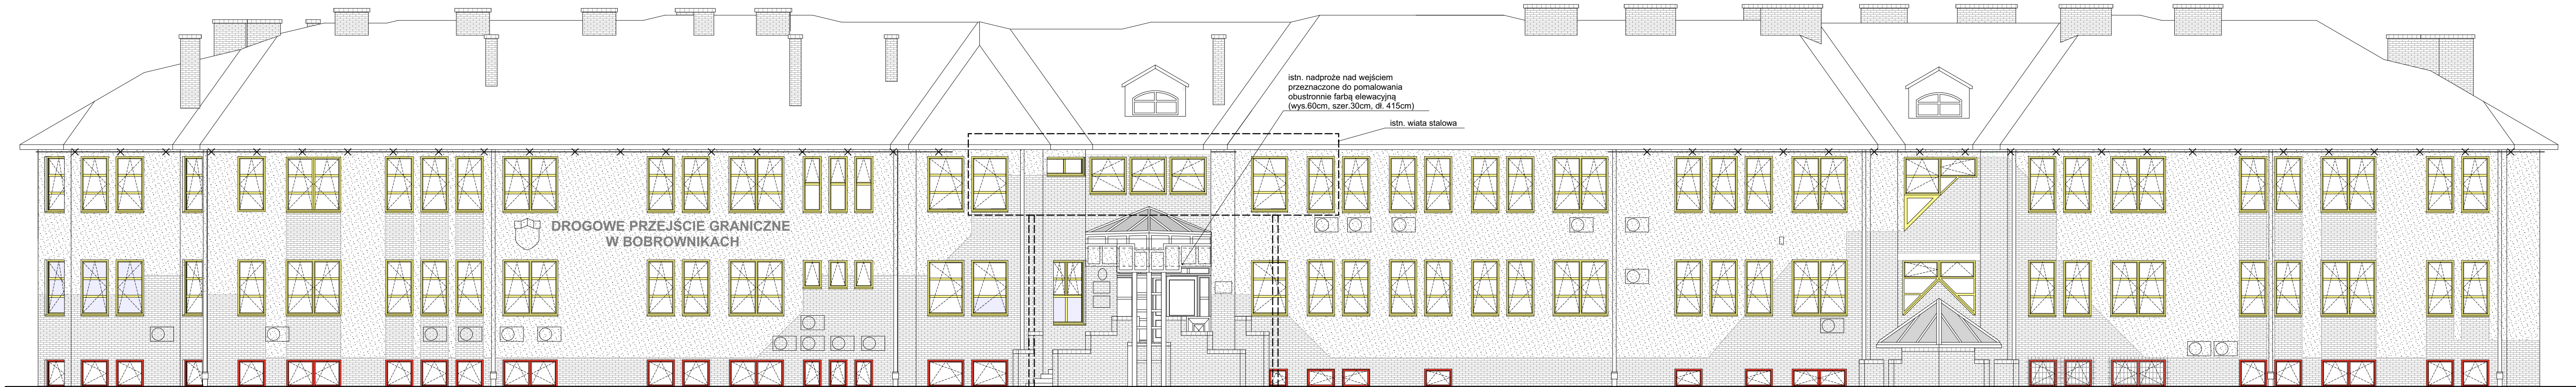 istn. nadproże nad wejściem
przeznaczone do pomalowania
obustronnie farbą elewacyjną
(wys.60cm, szer.30cm, dł. 415cm)
istn. wiata stalowa
DROGOWE PRZEJŚCIE GRANICZNE
W BOBROWNIKACH